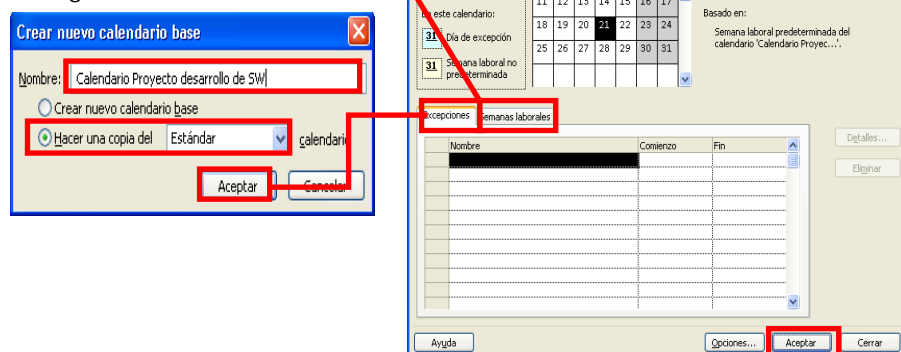 Crear nuevo calendario base
Nombre: Calendario Proyecto desarrollo de SW
Crear nuevo calendario base
Hacer una copia del Estándar calendario
Aceptar Cancelar
este calendario:
31 Día de excepción
31 Semana laboral no predeterminada
11 12 13 14 15 16 17
18 19 20 21 22 23 24
25 26 27 28 29 30 31
Basado en:
Semana laboral predeterminada del
calendario 'Calendario Proyec...'.
Excepciones Semanas laborales
Nombre Comienzo Fin
Detalles...
Eliminar
Ayuda Opciones... Aceptar Cerrar